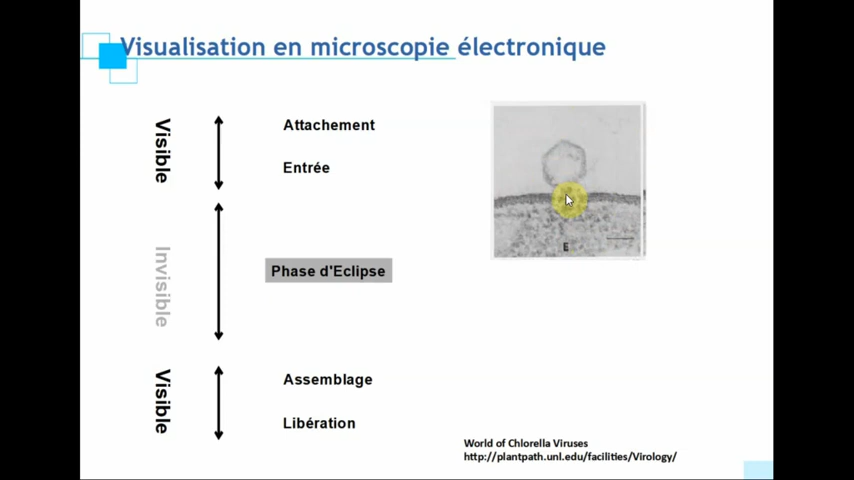 Visualisation en microscopie électronique
Visible
Attachement
Entrée
Invisible
Phase d'Eclipse
Visible
Assemblage
Libération
E
World of Chlorella Viruses
http://plantpath.unl.edu/facilities/Virology/